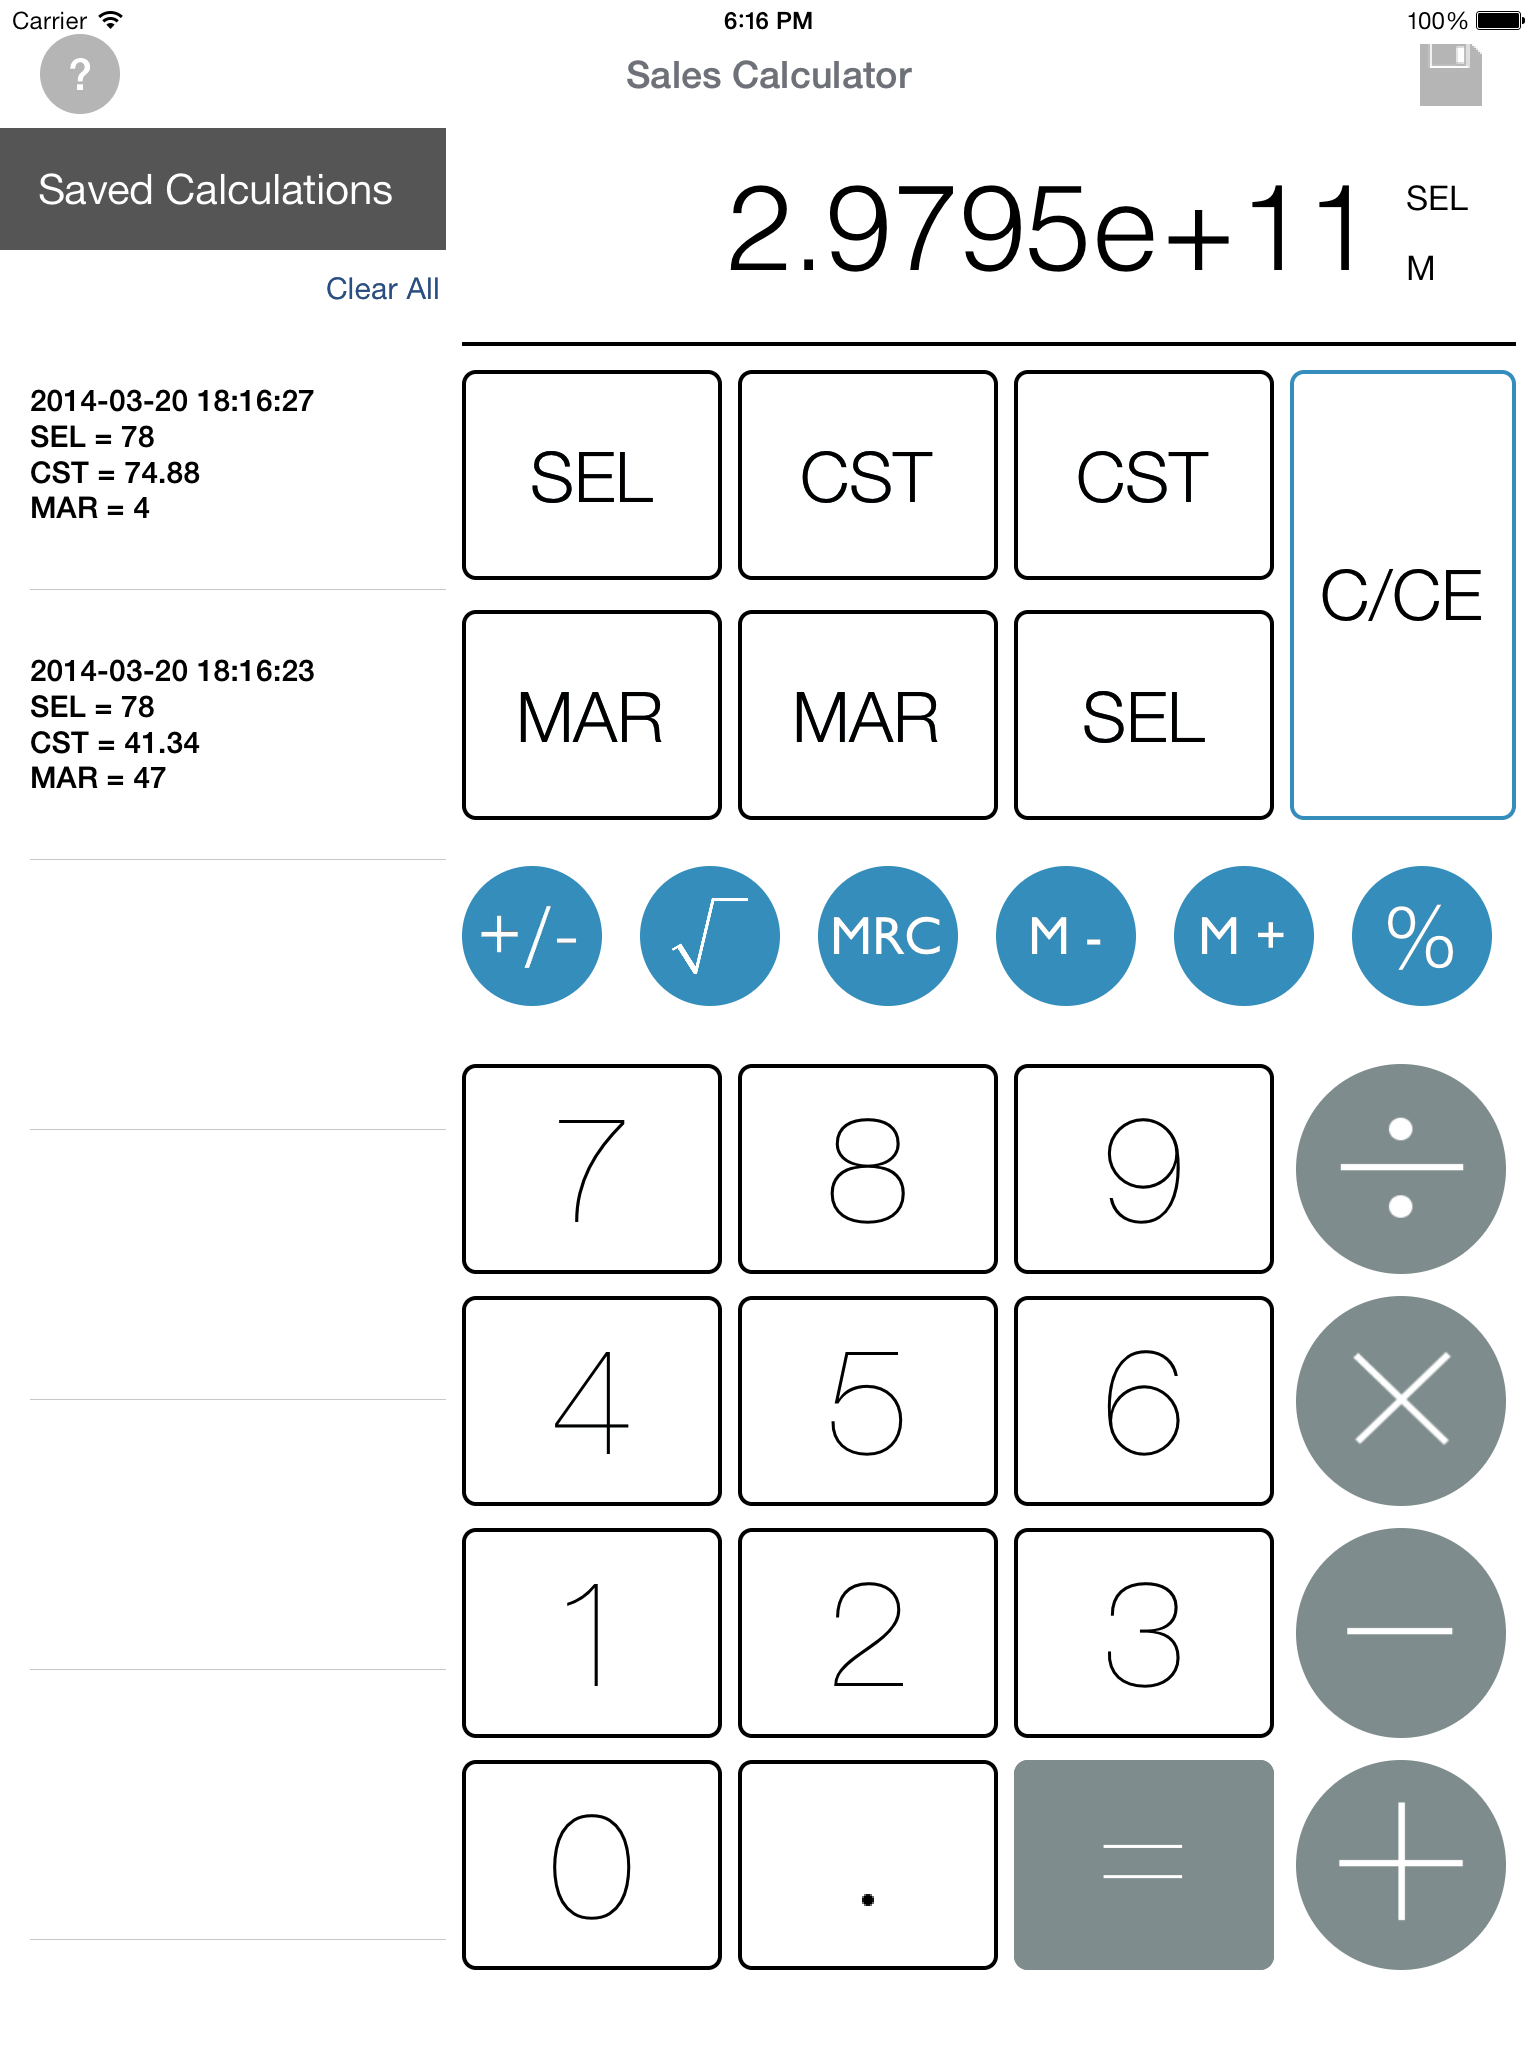 Carrier 6:16 PM 100%
? Sales Calculator
Saved Calculations
Clear All
2014-03-20 18:16:27
SEL = 78
CST = 74.88
MAR = 4
2014-03-20 18:16:23
SEL = 78
CST = 41.34
MAR = 47
2.9795e+11 SEL
M
SEL CST CST
C/CE
MAR MAR SEL
+/- √ MRC M - M + %
7 8 9 ÷
4 5 6 ×
1 2 3 −
0 . = +